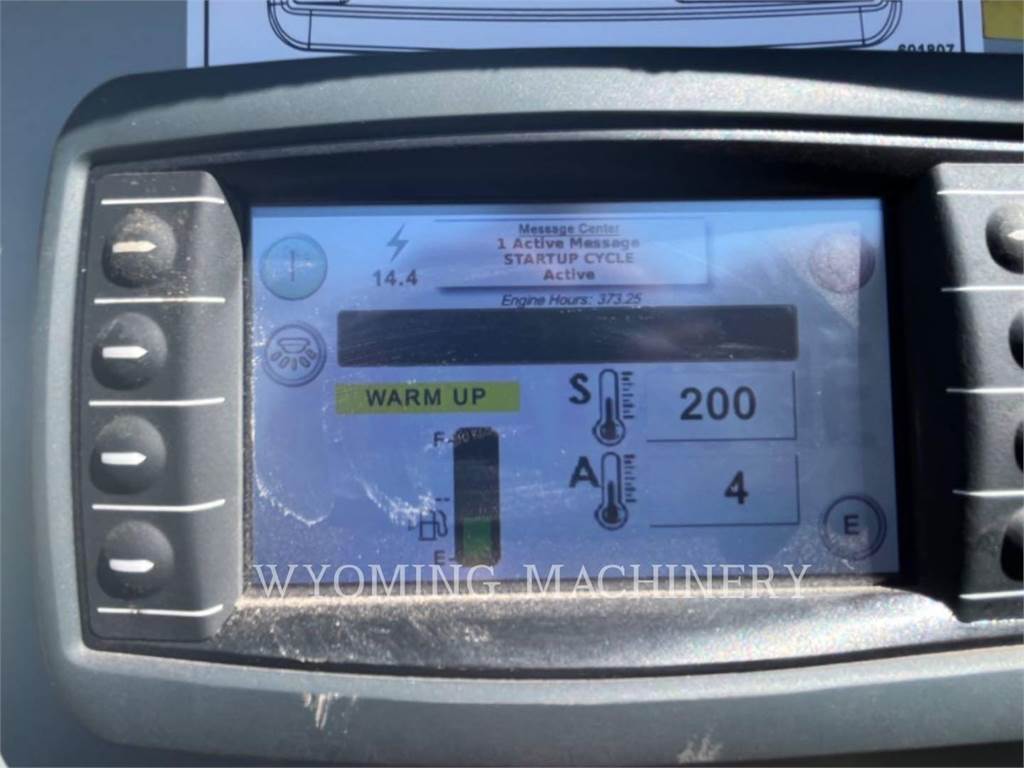 601807
Message Center
1 Active Message
STARTUP CYCLE
Active
14.4
Engine Hours: 373.25
WARM UP
S
200
F
A
4
E
E
WYOMING MACHINERY